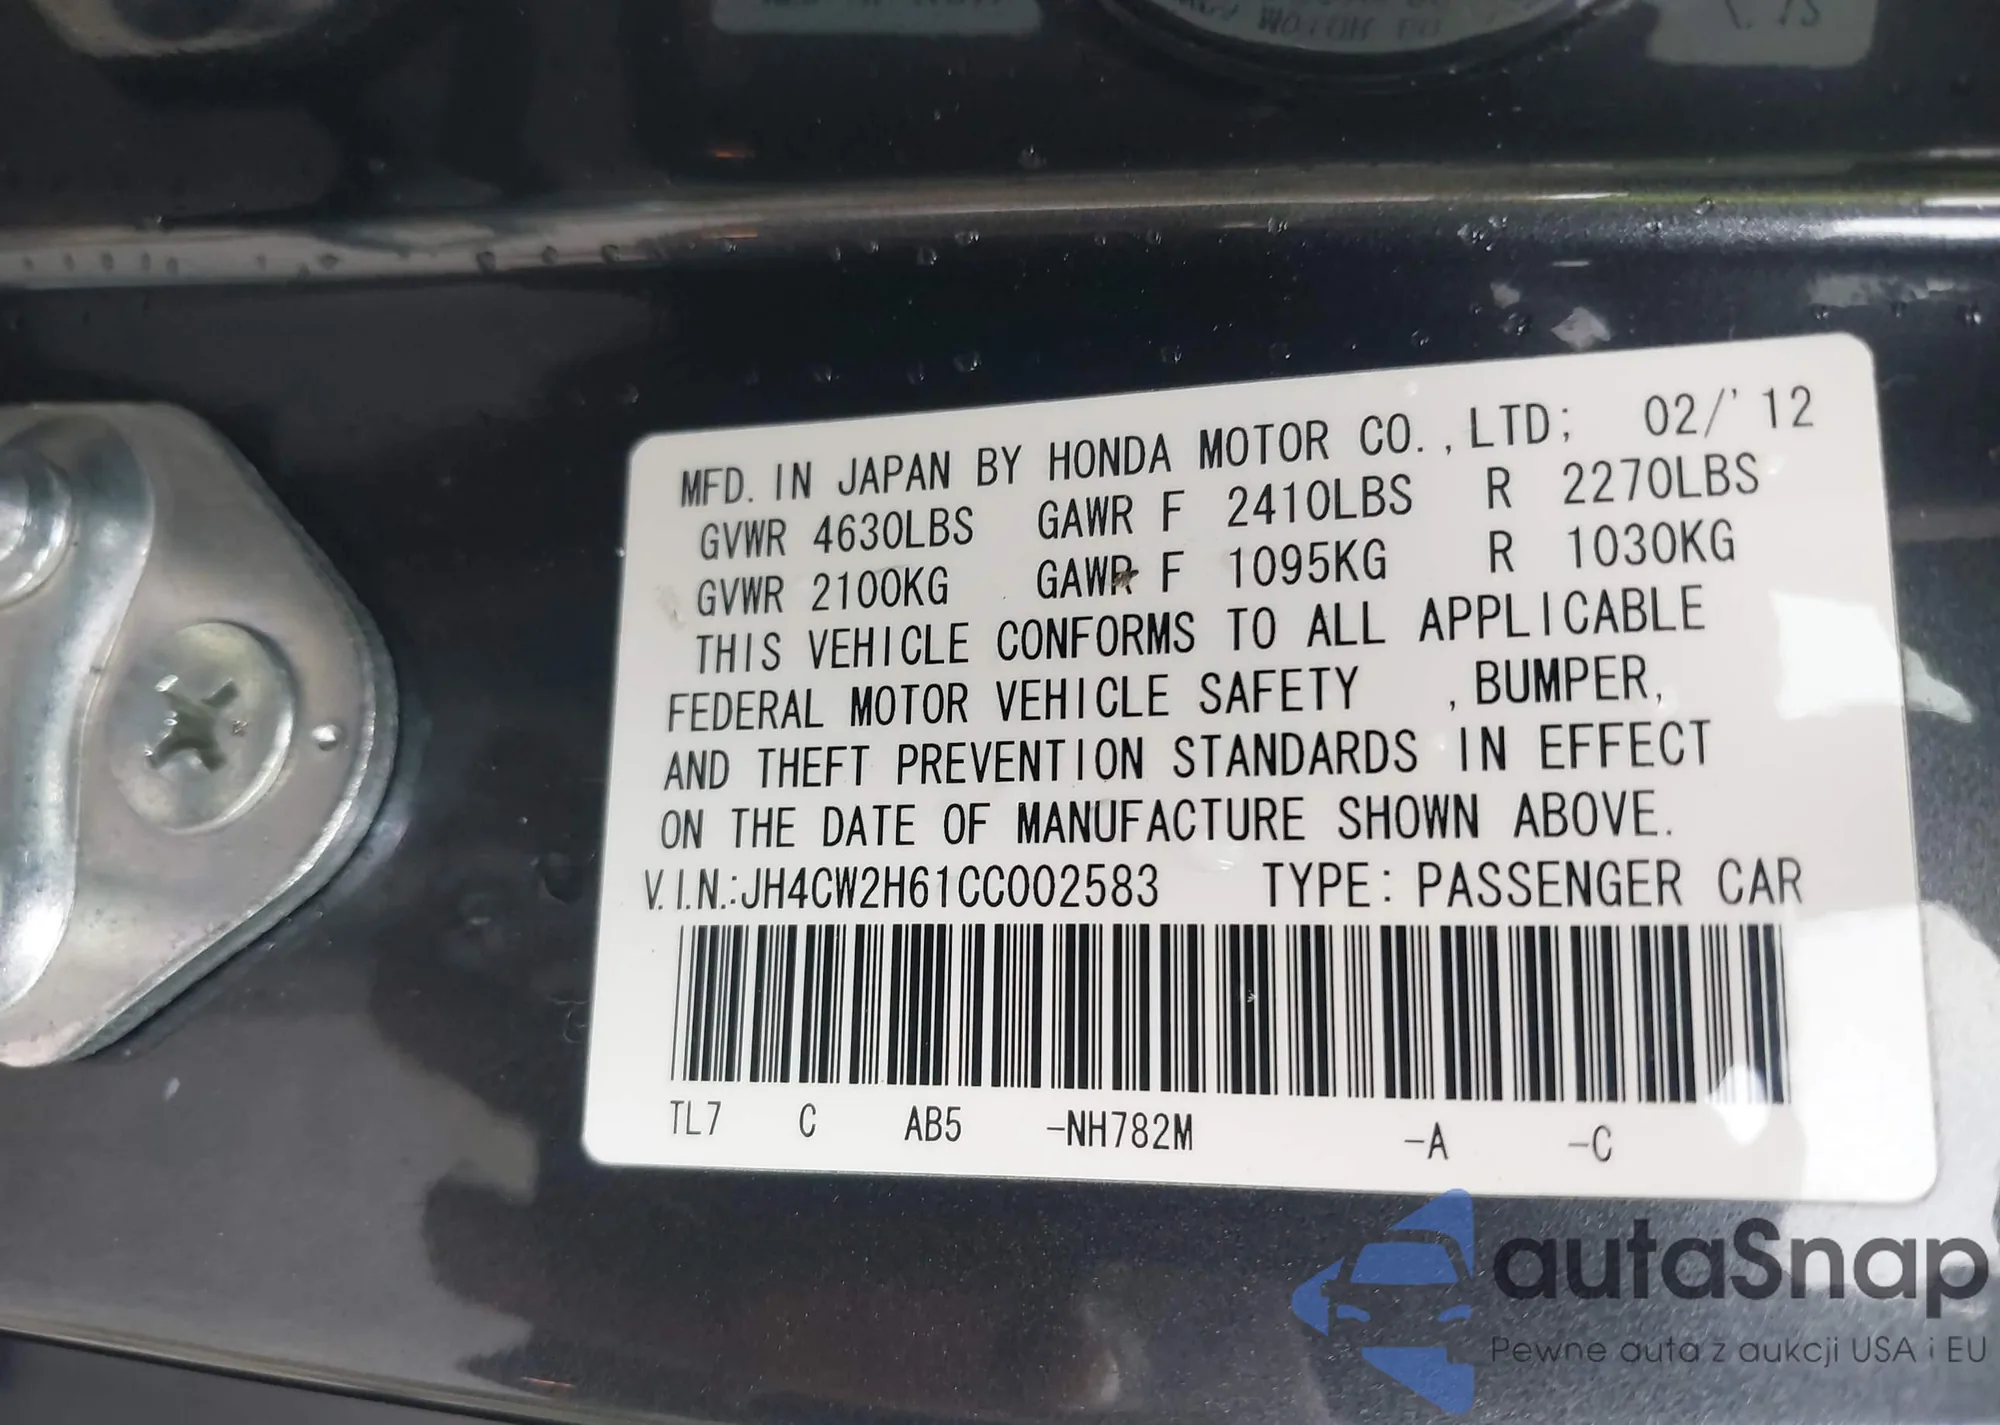 MOTOR CO
MFD. IN JAPAN BY HONDA MOTOR CO.,LTD; 02/'12
GVWR 4630LBS GAWR F 2410LBS R 2270LBS
GVWR 2100KG GAWR F 1095KG R 1030KG
THIS VEHICLE CONFORMS TO ALL APPLICABLE
FEDERAL MOTOR VEHICLE SAFETY ,BUMPER,
AND THEFT PREVENTION STANDARDS IN EFFECT
ON THE DATE OF MANUFACTURE SHOWN ABOVE.
V.I.N.:JH4CW2H61CC002583 TYPE: PASSENGER CAR
TL7 C AB5 -NH782M -A -C
autaSnap
Pewne auta z aukcji USA i EU